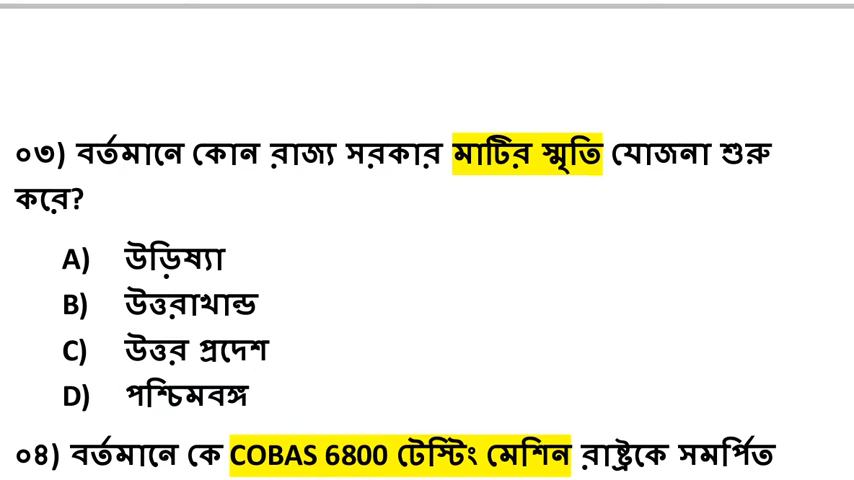 ০৩) বর্তমানে কোন রাজ্য সরকার মাটির স্মৃতি যোজনা শুরু
করে?
A) উড়িষ্যা
B) উত্তরাখান্ড
C) উত্তর প্রদেশ
D) পশ্চিমবঙ্গ
০৪) বর্তমানে কে COBAS 6800 টেস্টিং মেশিন রাষ্ট্রকে সমর্পিত